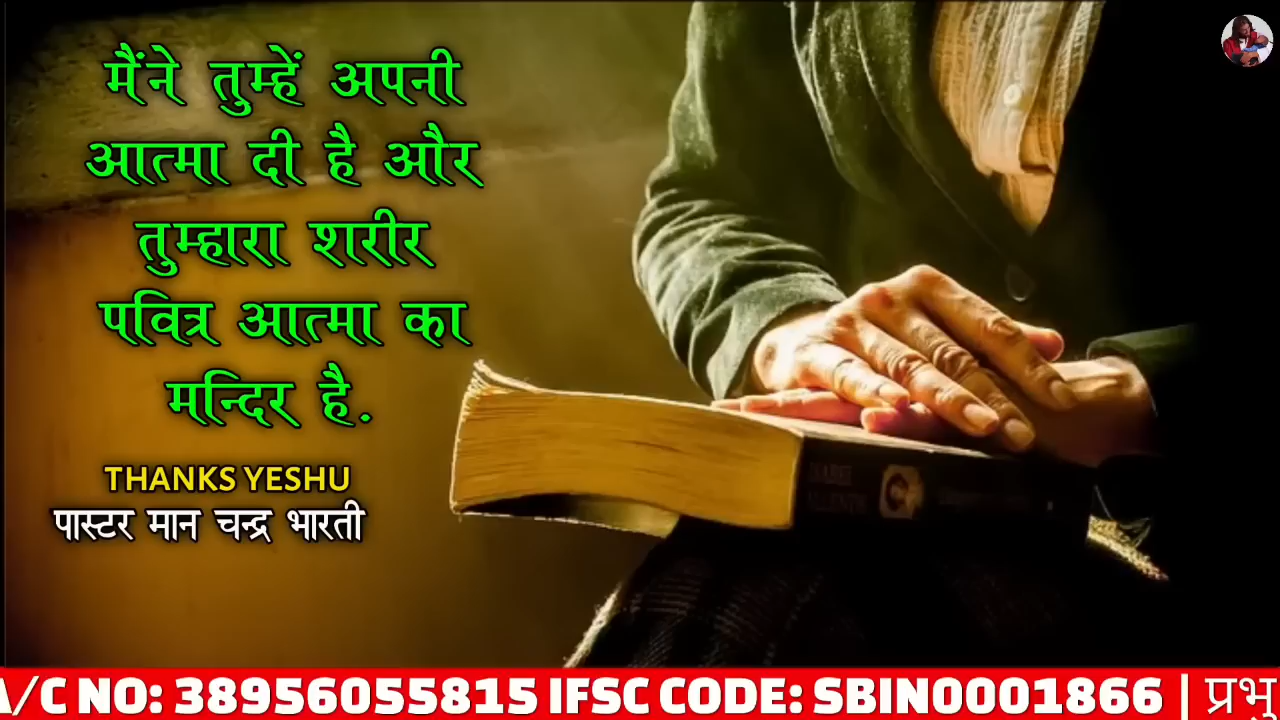 मैंने तुम्हें अपनी
आत्मा दी है और
तुम्हारा शरीर
पवित्र आत्मा का
मन्दिर है.
THANKS YESHU
पास्टर मान चन्द्र भारती
A/C NO: 38956055815 IFSC CODE: SBIN0001866 | प्रभु